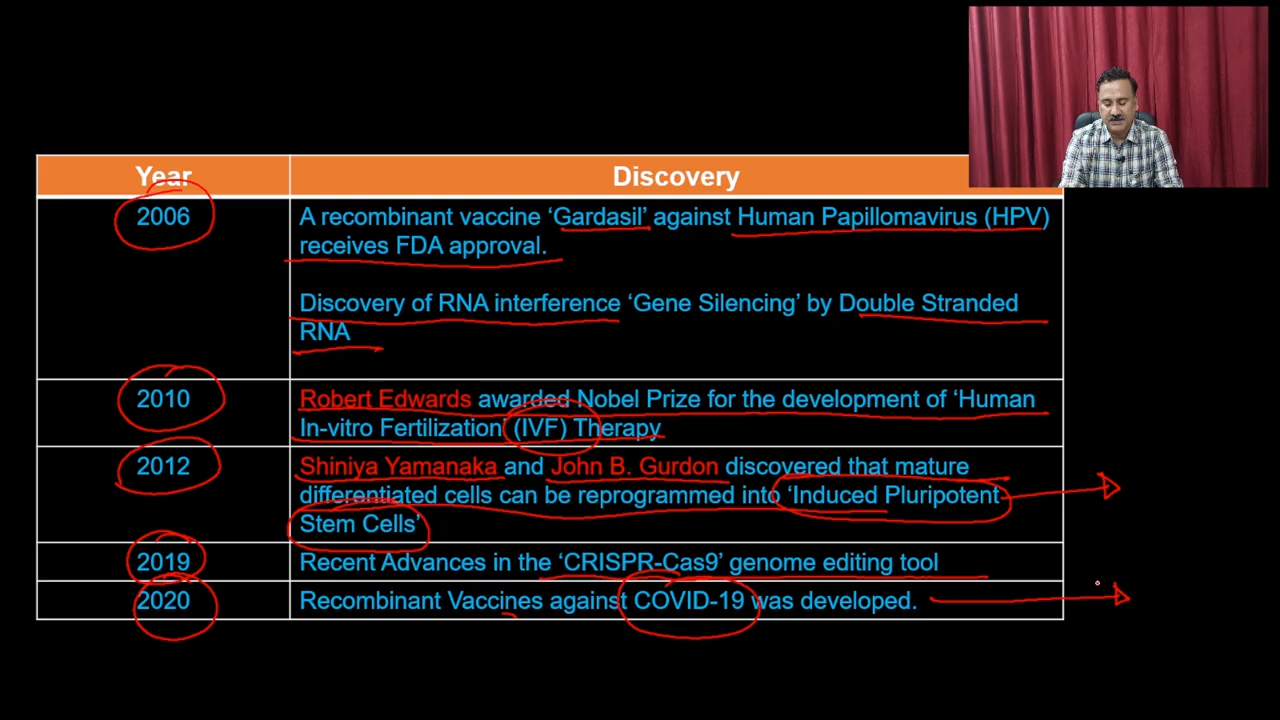 Year Discovery
2006 A recombinant vaccine ‘Gardasil’ against Human Papillomavirus (HPV)
receives FDA approval.
Discovery of RNA interference ‘Gene Silencing’ by Double Stranded
RNA
2010 Robert Edwards awarded Nobel Prize for the development of ‘Human
In-vitro Fertilization’ (IVF) Therapy
2012 Shiniya Yamanaka and John B. Gurdon discovered that mature
differentiated cells can be reprogrammed into ‘Induced Pluripotent
Stem Cells’
2019 Recent Advances in the ‘CRISPR-Cas9’ genome editing tool
2020 Recombinant Vaccines against COVID-19 was developed.